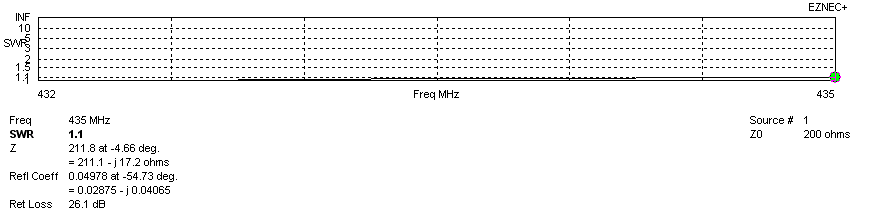 EZNEC+
INF
10
5
SWR
3
2
1.5
1.1
1
432 Freq MHz 435
Freq 435 MHz Source # 1
SWR 1.1 Z0 200 ohms
Z 211.8 at -4.66 deg.
= 211.1 - j 17.2 ohms
Refl Coeff 0.04978 at -54.73 deg.
= 0.02875 - j 0.04065
Ret Loss 26.1 dB